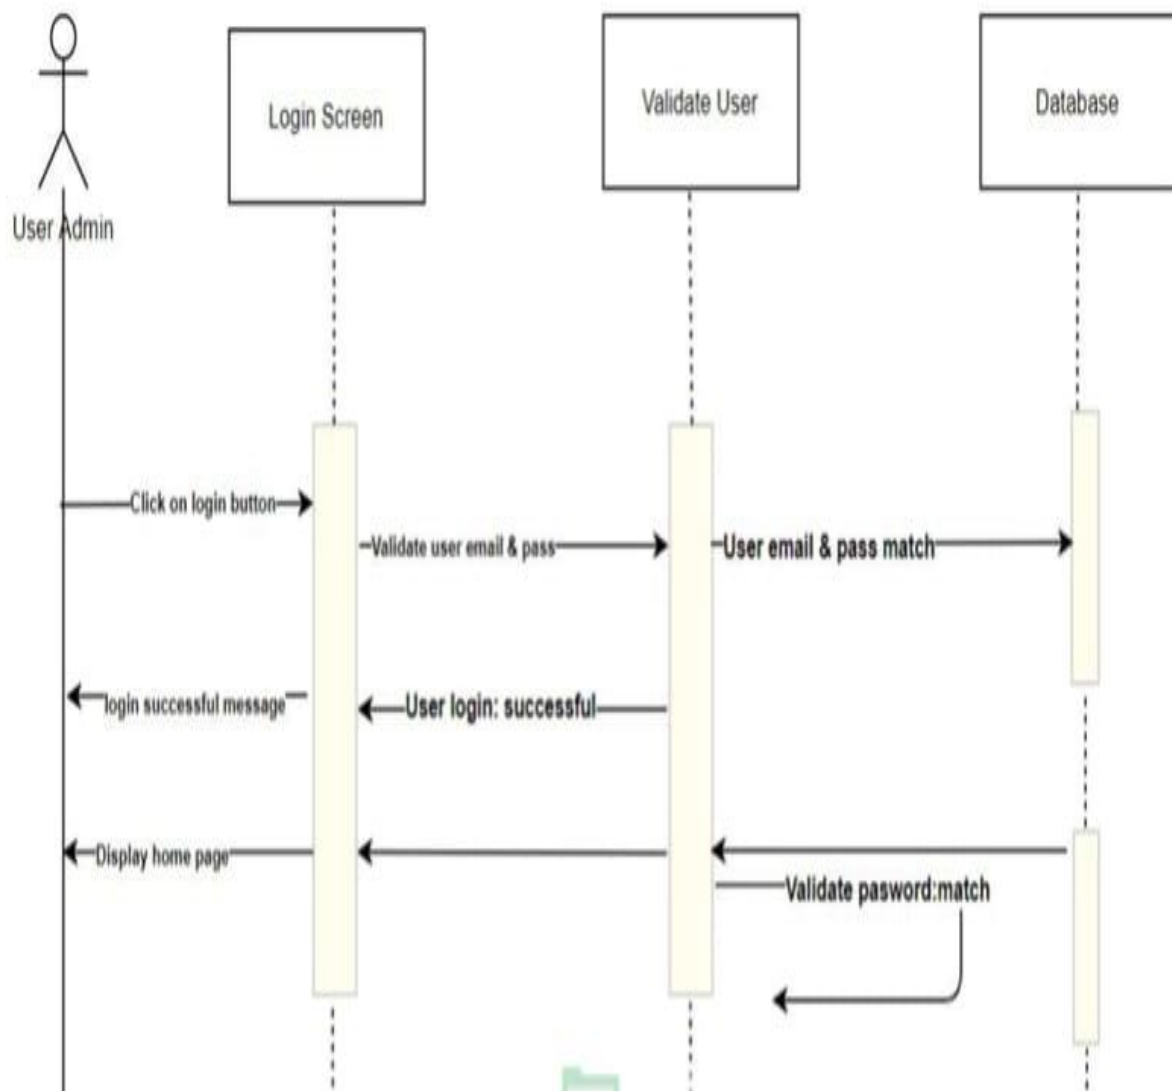 Login Screen
Validate User
Database
User Admin
Click on login button
Validate user email & pass
User email & pass match
login successful message
User login: successful
Display home page
Validate pasword:match